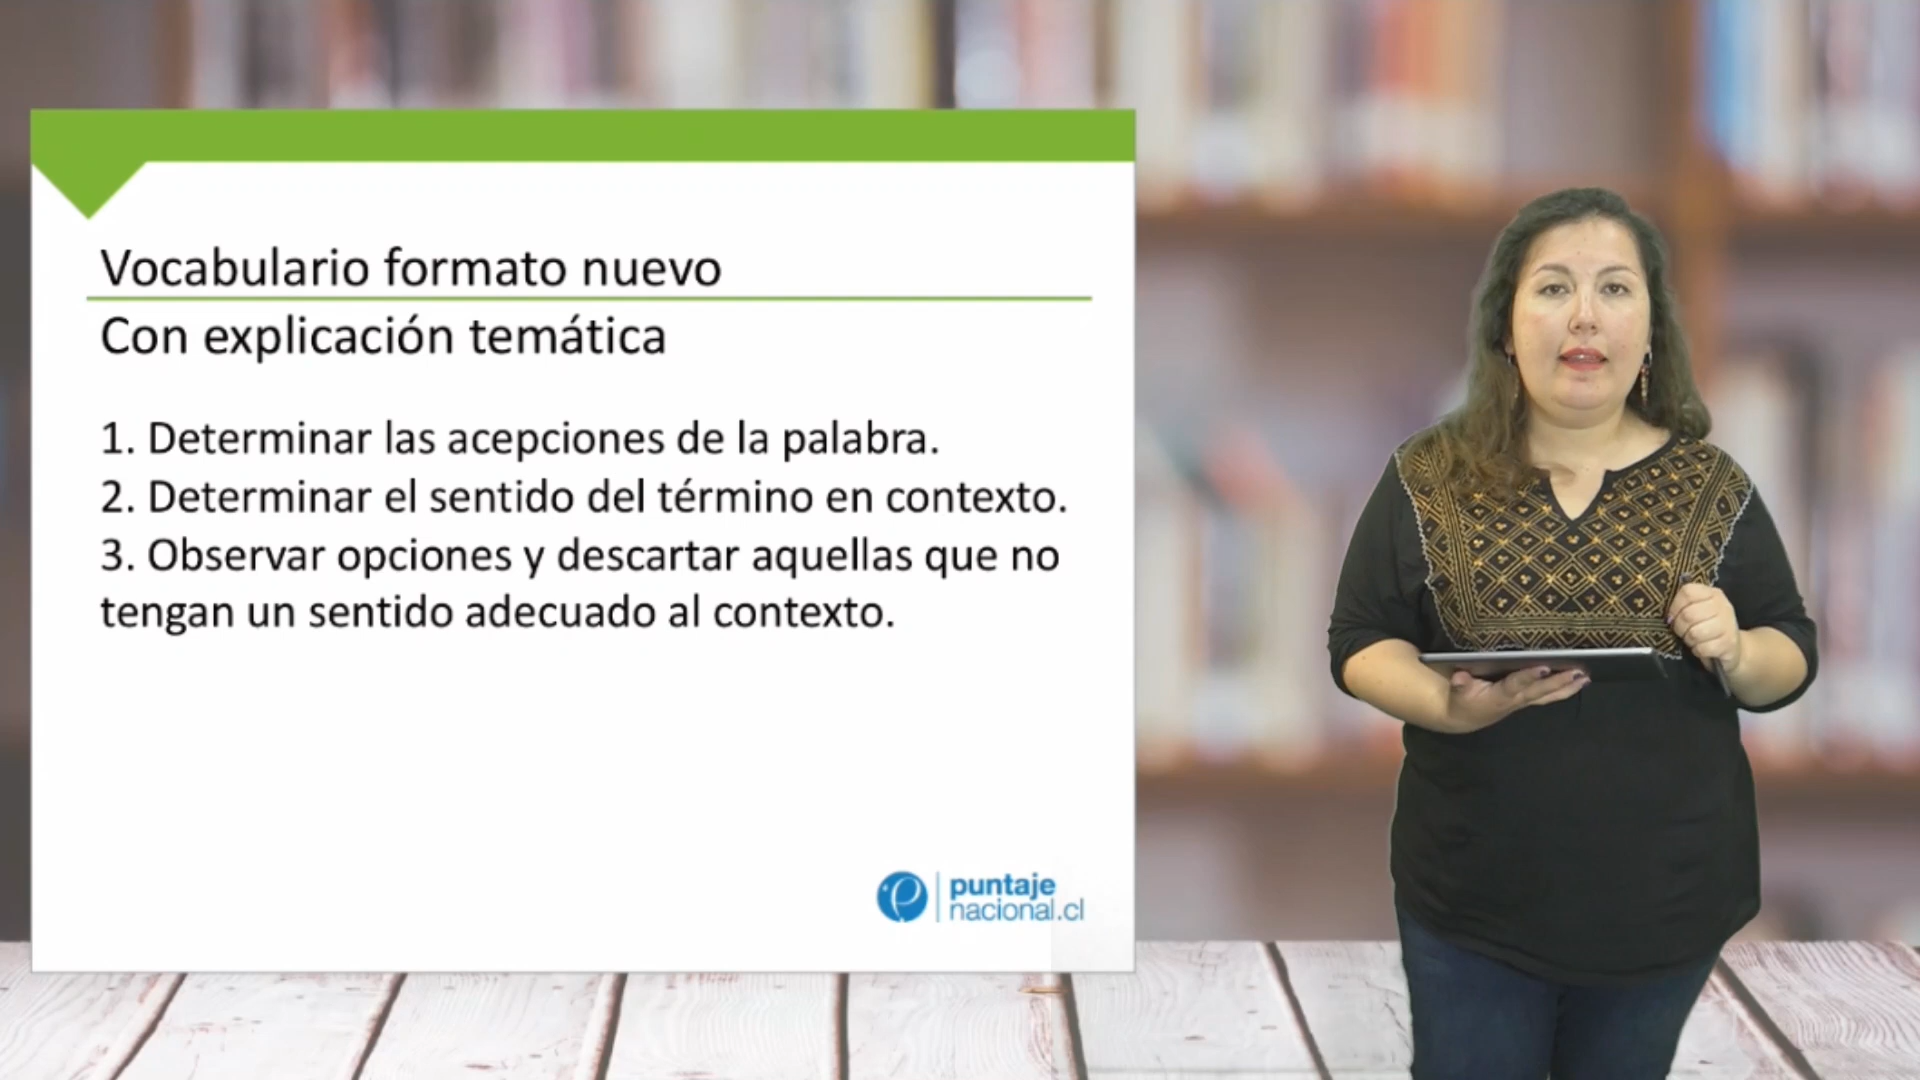 Vocabulario formato nuevo
Con explicación temática
1. Determinar las acepciones de la palabra.
2. Determinar el sentido del término en contexto.
3. Observar opciones y descartar aquellas que no
tengan un sentido adecuado al contexto.
puntaje
nacional.cl